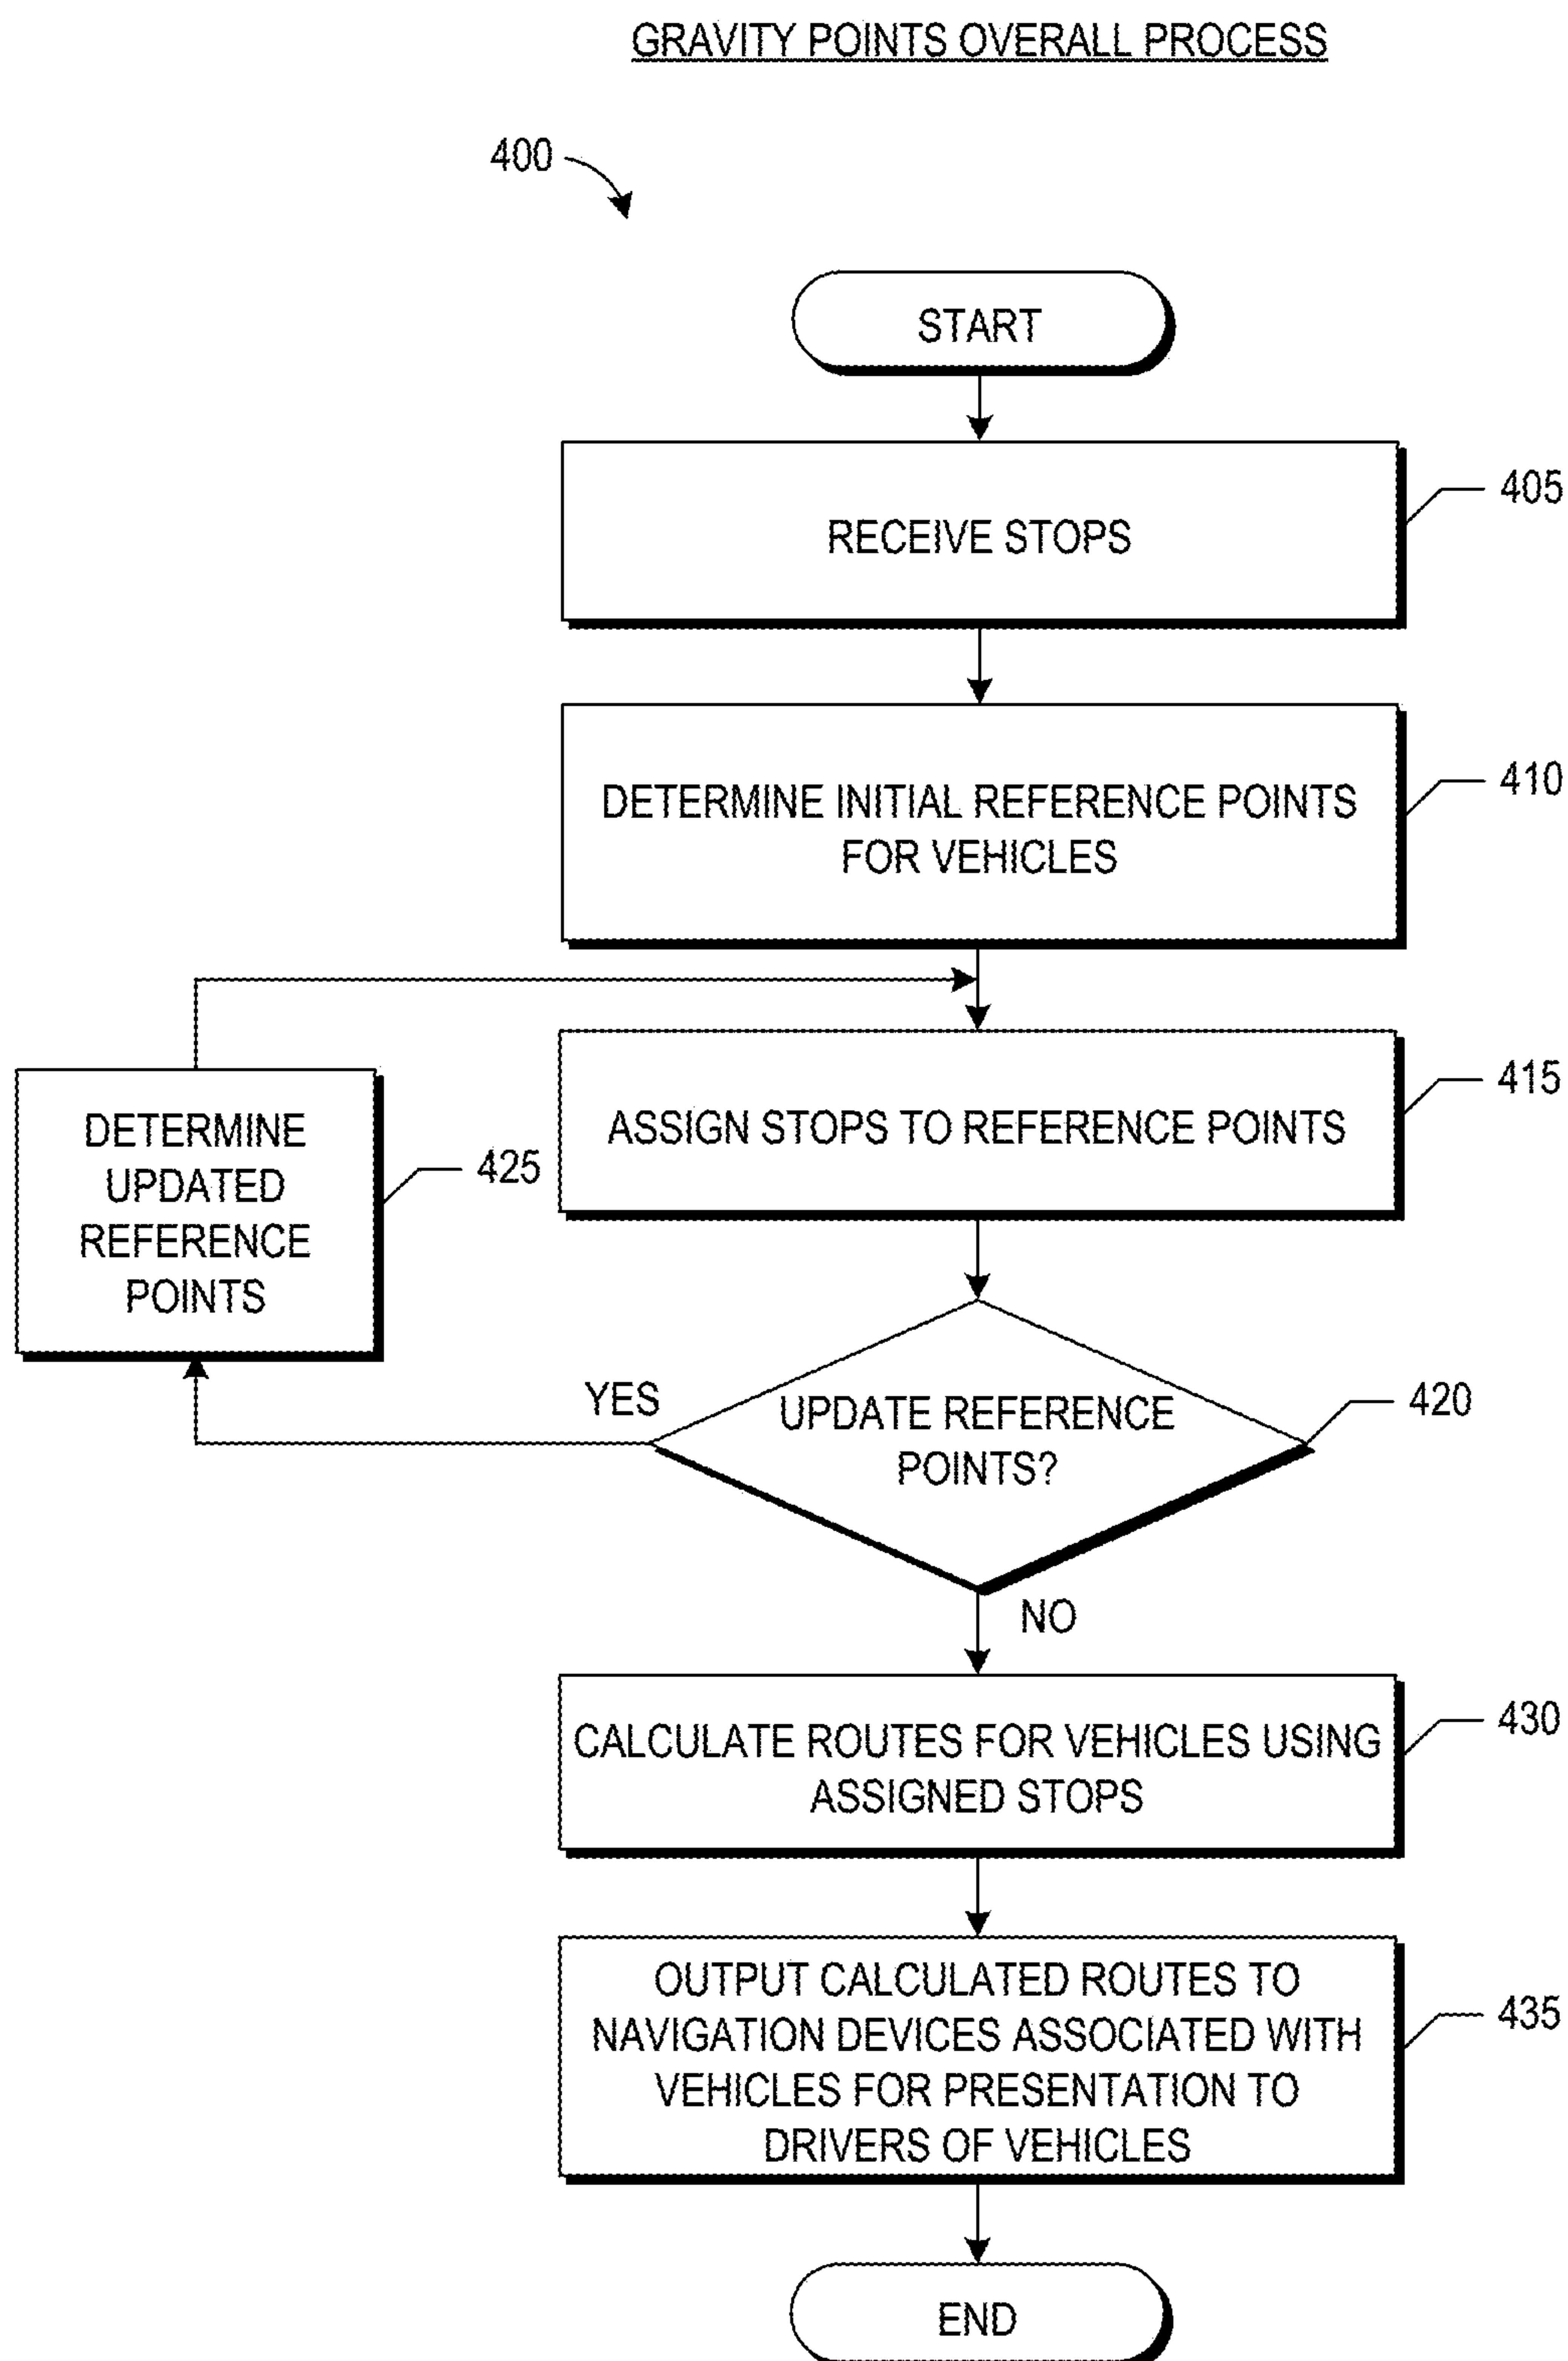 GRAVITY POINTS OVERALL PROCESS
400
START
RECEIVE STOPS
405
DETERMINE INITIAL REFERENCE POINTS
FOR VEHICLES
410
ASSIGN STOPS TO REFERENCE POINTS
415
DETERMINE
UPDATED
REFERENCE
POINTS
425
YES
UPDATE REFERENCE
POINTS?
420
NO
CALCULATE ROUTES FOR VEHICLES USING
ASSIGNED STOPS
430
OUTPUT CALCULATED ROUTES TO
NAVIGATION DEVICES ASSOCIATED WITH
VEHICLES FOR PRESENTATION TO
DRIVERS OF VEHICLES
435
END